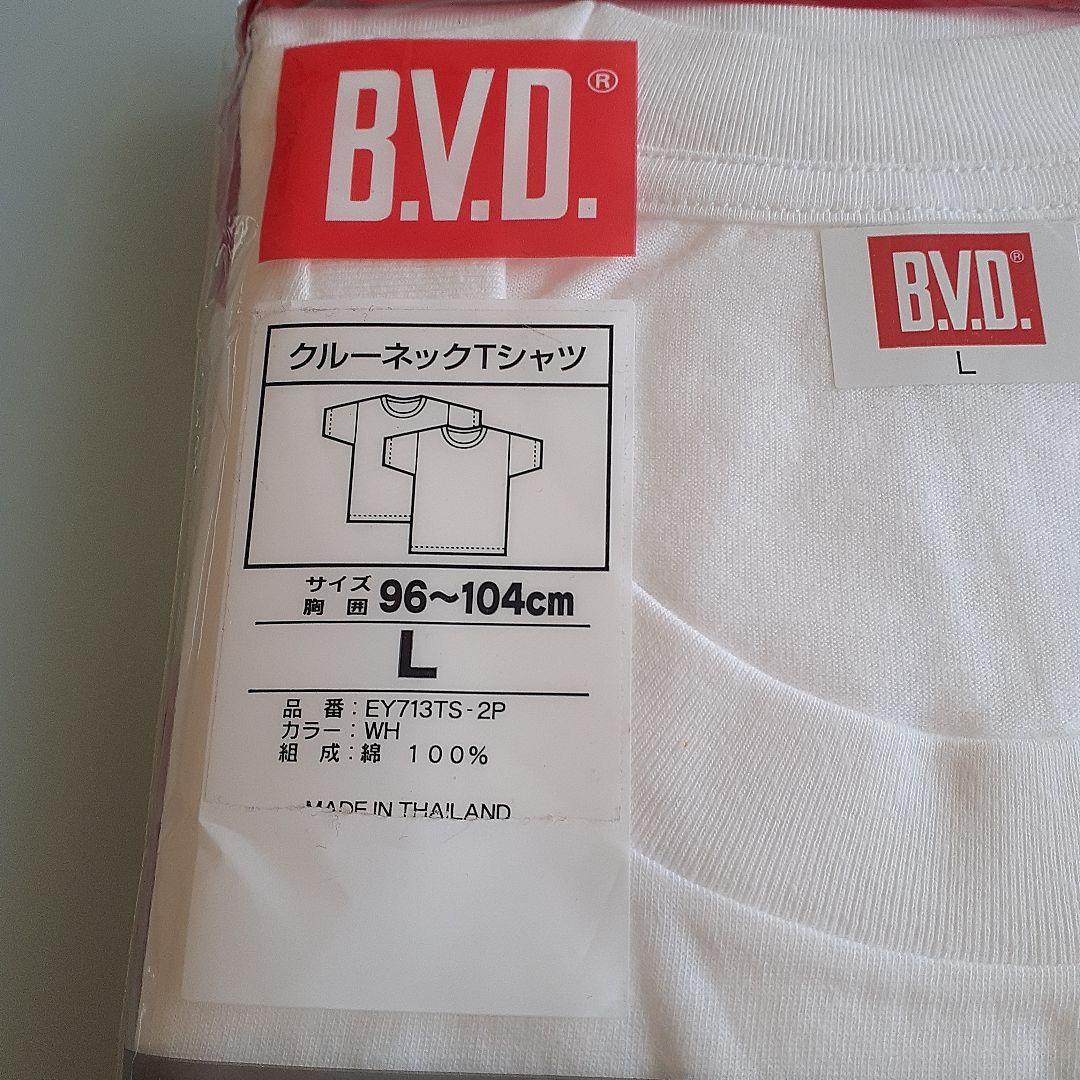 B.V.D.®
B.V.D.®
L
クルーネックTシャツ
サイズ
胸囲 96〜104cm
L
品 番：EY713TS-2P
カラー：WH
組 成：綿 100%
MADE IN THAILAND